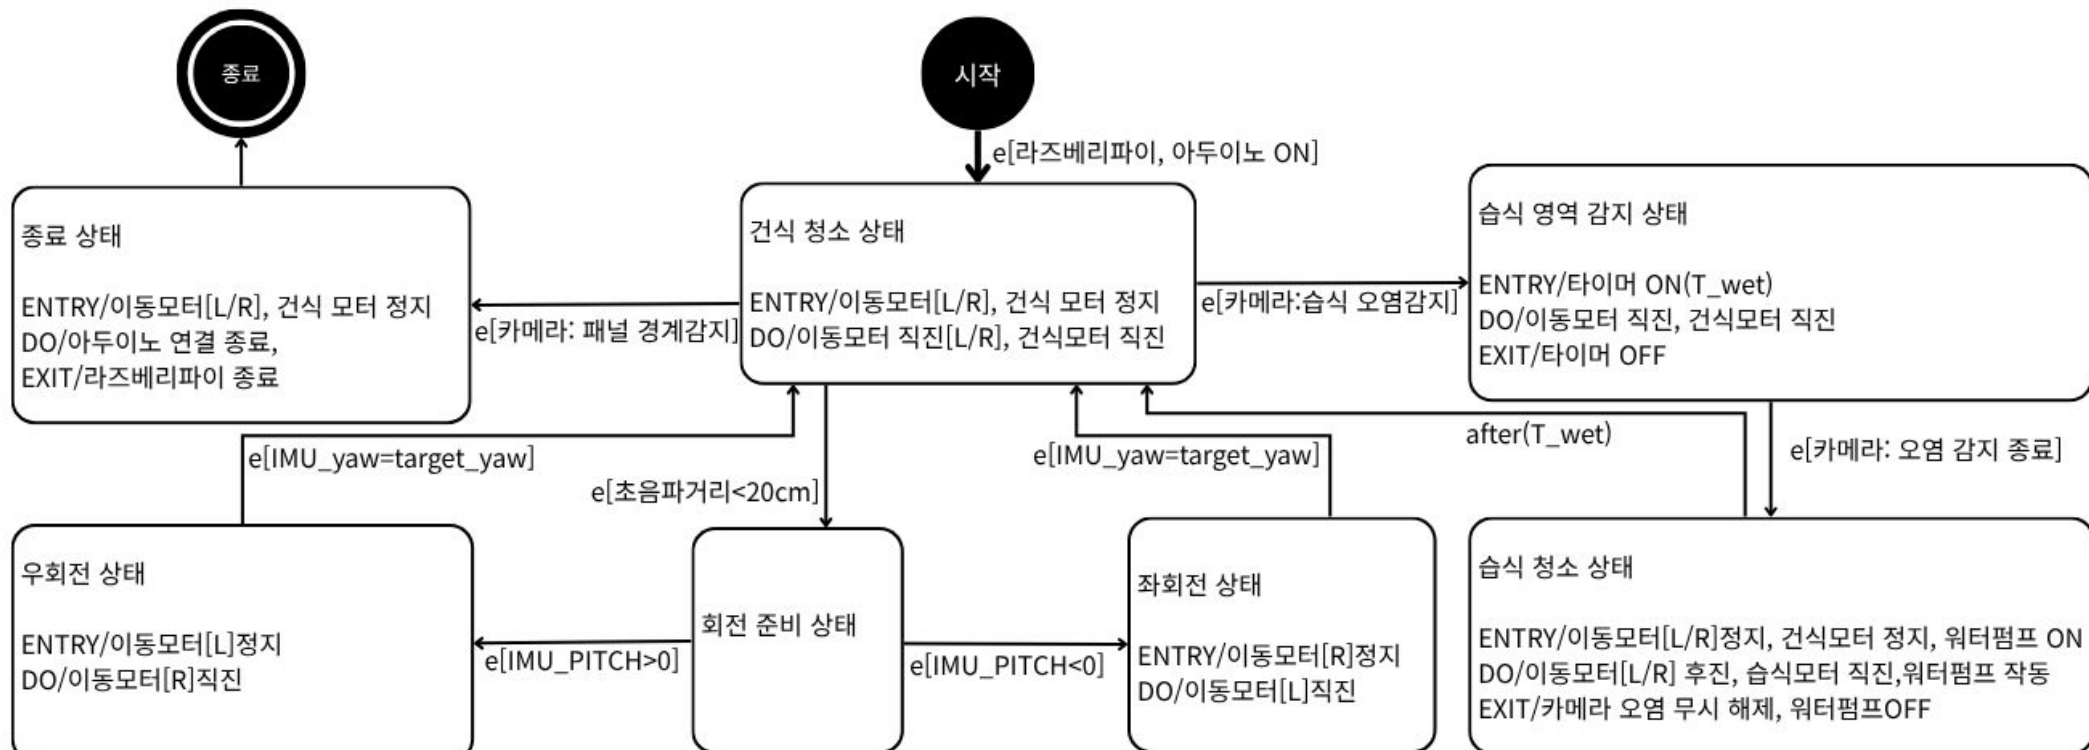 종료
시작
e[라즈베리파이, 아두이노 ON]
종료 상태
ENTRY/이동모터[L/R], 건식 모터 정지
DO/아두이노 연결 종료,
EXIT/라즈베리파이 종료
e[카메라: 패널 경계감지]
건식 청소 상태
ENTRY/이동모터[L/R], 건식 모터 정지
DO/이동모터 직진[L/R], 건식모터 직진
e[카메라:습식 오염감지]
습식 영역 감지 상태
ENTRY/타이머 ON(T_wet)
DO/이동모터 직진, 건식모터 직진
EXIT/타이머 OFF
e[IMU_yaw=target_yaw]
e[초음파거리<20cm]
e[IMU_yaw=target_yaw]
after(T_wet)
e[카메라: 오염 감지 종료]
우회전 상태
ENTRY/이동모터[L]정지
DO/이동모터[R]직진
e[IMU_PITCH>0]
회전 준비 상태
e[IMU_PITCH<0]
좌회전 상태
ENTRY/이동모터[R]정지
DO/이동모터[L]직진
습식 청소 상태
ENTRY/이동모터[L/R]정지, 건식모터 정지, 워터펌프 ON
DO/이동모터[L/R] 후진, 습식모터 직진,워터펌프 작동
EXIT/카메라 오염 무시 해제, 워터펌프OFF